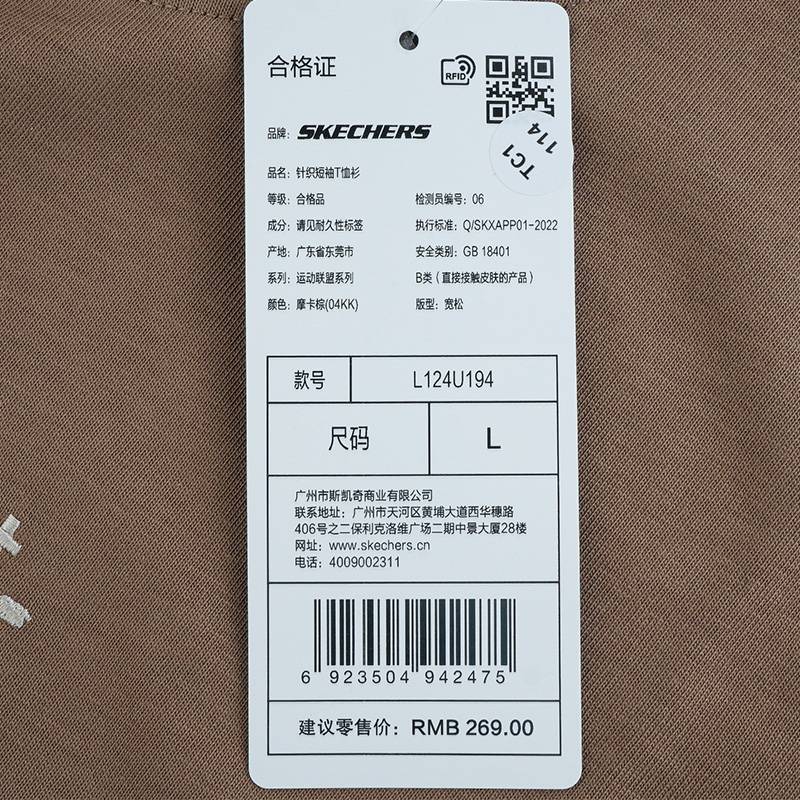 合格证
RFID
TC1
114
品牌: SKECHERS
品名: 针织短袖T恤衫
等级: 合格品 检测员编号: 06
成分: 请见耐久性标签 执行标准: Q/SKXAPP01-2022
产地: 广东省东莞市 安全类别: GB 18401
系列: 运动联盟系列 B类(直接接触皮肤的产品)
颜色: 摩卡棕(04KK) 版型: 宽松
款号 L124U194
尺码 L
广州市斯凯奇商业有限公司
联系地址: 广州市天河区黄埔大道西华穗路
406号之二保利克洛维广场二期中景大厦28楼
网址: www.skechers.cn
电话: 4009002311
6 923504 942475
建议零售价: RMB 269.00